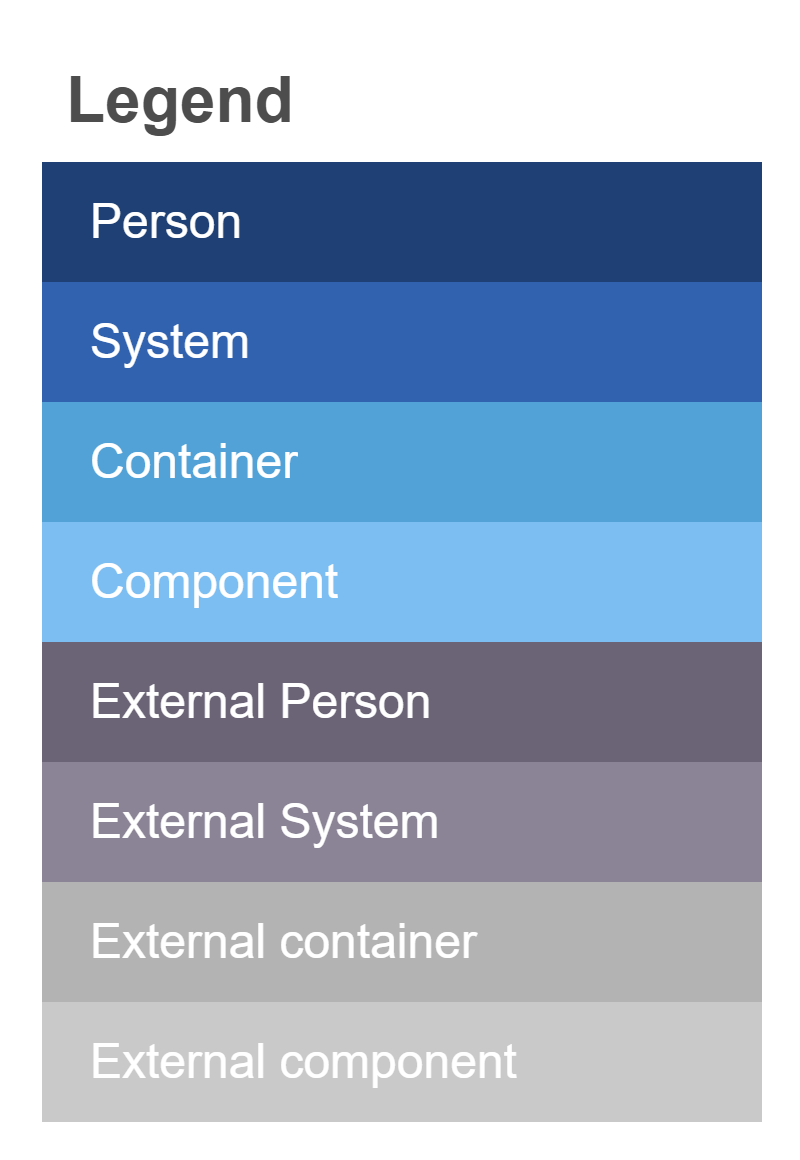 Legend
Person
System
Container
Component
External Person
External System
External container
External component